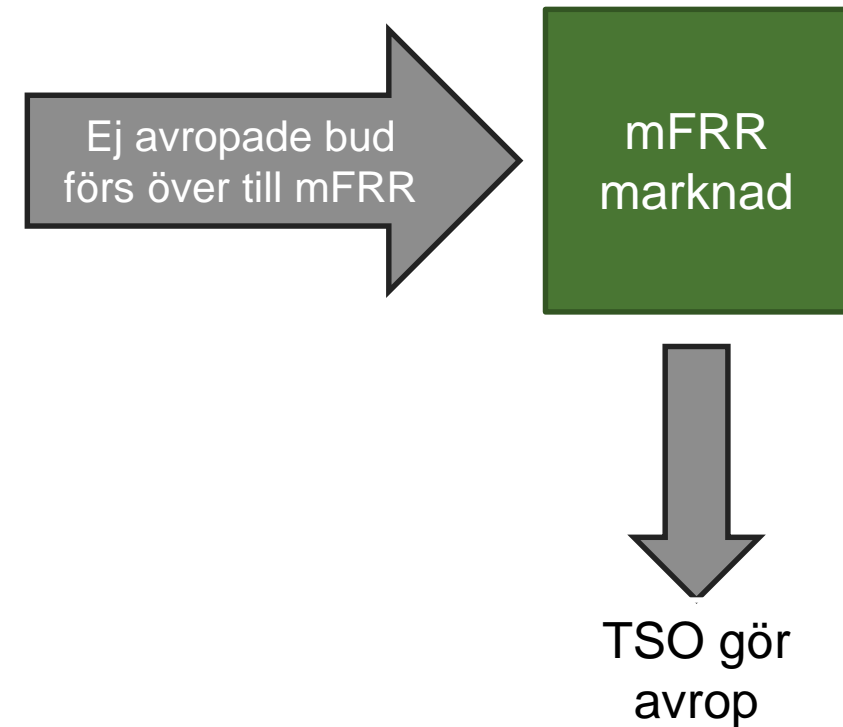 Ej avropade bud
förs över till mFRR
mFRR
marknad
TSO gör
avrop